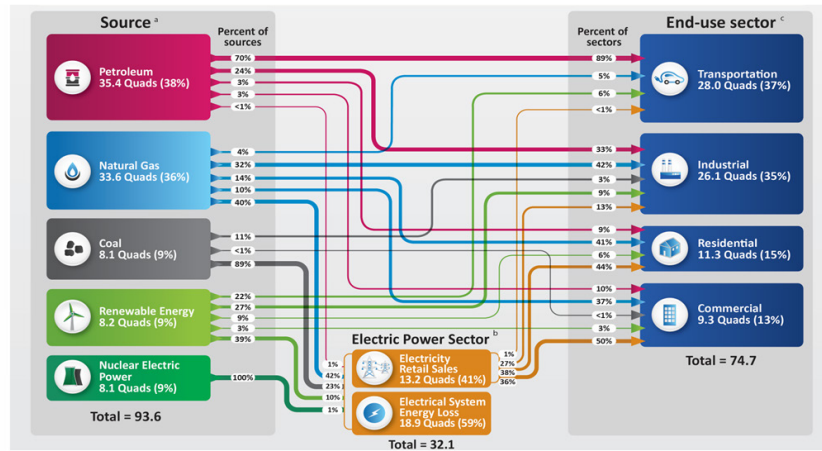 Source a
Percent of
sources
Percent of
sectors
End-use sector c
Petroleum
35.4 Quads (38%)
70%
24%
3%
3%
<1%
89%
5%
6%
<1%
Transportation
28.0 Quads (37%)
Natural Gas
33.6 Quads (36%)
4%
32%
14%
10%
40%
33%
42%
3%
9%
13%
Industrial
26.1 Quads (35%)
Coal
8.1 Quads (9%)
11%
<1%
89%
9%
41%
6%
44%
Residential
11.3 Quads (15%)
Renewable Energy
8.2 Quads (9%)
22%
27%
9%
3%
39%
10%
37%
<1%
3%
50%
Commercial
9.3 Quads (13%)
Nuclear Electric
Power
8.1 Quads (9%)
100%
Total = 93.6
Total = 74.7
Electric Power Sector b
1%
42%
23%
10%
1%
Electricity
Retail Sales
13.2 Quads (41%)
1%
27%
38%
36%
Electrical System
Energy Loss
18.9 Quads (59%)
Total = 32.1